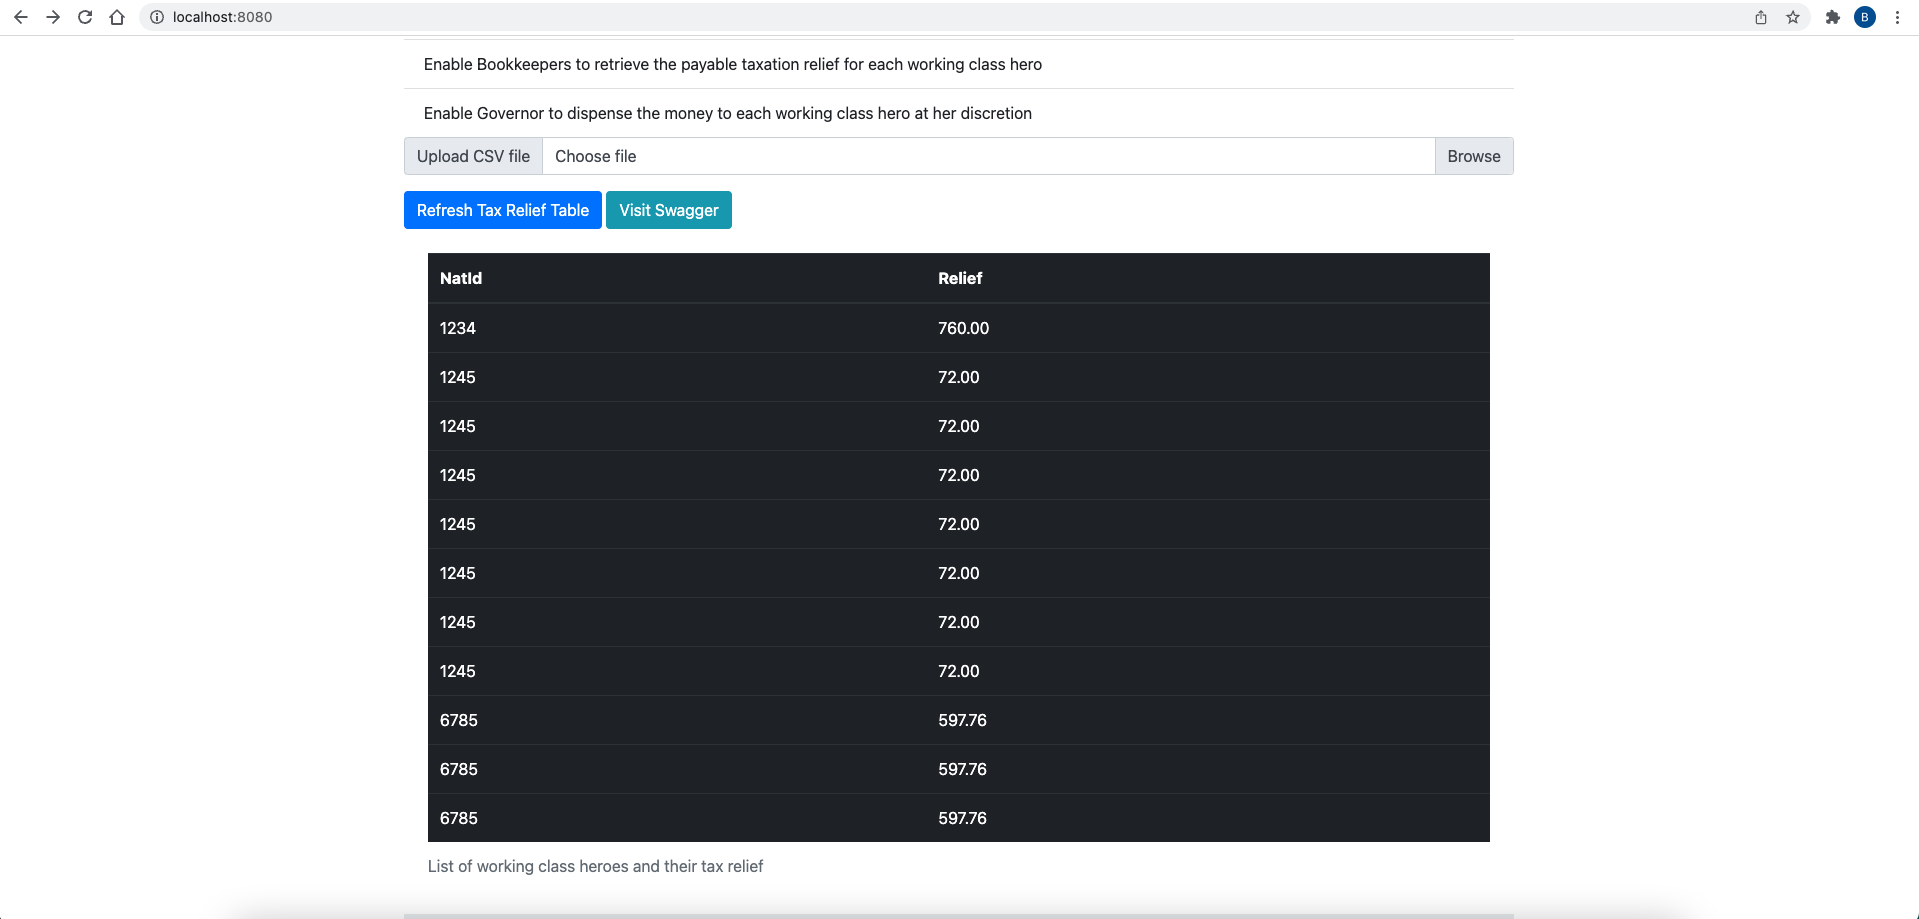 localhost:8080
B
Enable Bookkeepers to retrieve the payable taxation relief for each working class hero
Enable Governor to dispense the money to each working class hero at her discretion
Upload CSV file Choose file Browse
Refresh Tax Relief Table Visit Swagger
NatId Relief
1234 760.00
1245 72.00
1245 72.00
1245 72.00
1245 72.00
1245 72.00
1245 72.00
1245 72.00
6785 597.76
6785 597.76
6785 597.76
List of working class heroes and their tax relief